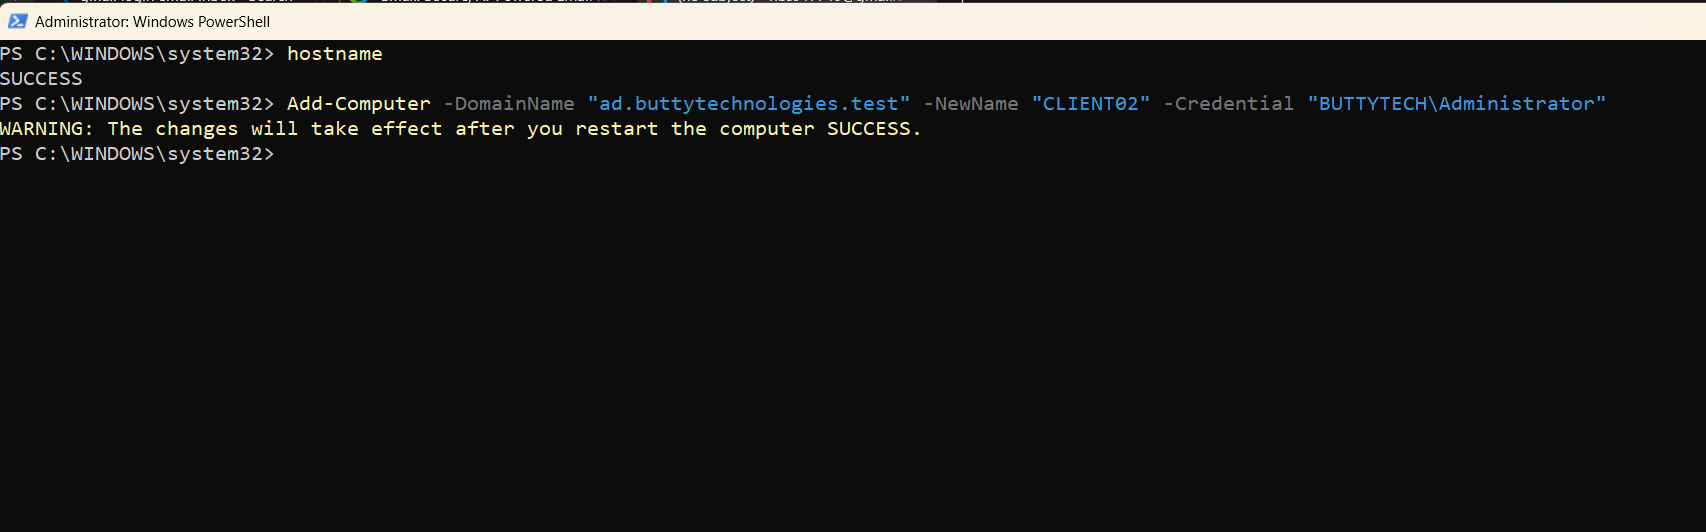 Administrator: Windows PowerShell
PS C:\WINDOWS\system32> hostname
SUCCESS
PS C:\WINDOWS\system32> Add-Computer -DomainName "ad.buttytechnologies.test" -NewName "CLIENT02" -Credential "BUTTYTECH\Administrator"
WARNING: The changes will take effect after you restart the computer SUCCESS.
PS C:\WINDOWS\system32>